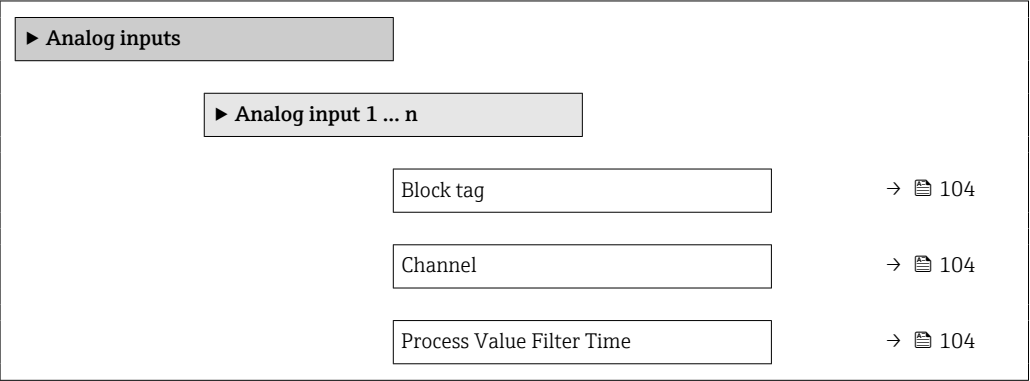 ▶ Analog inputs
▶ Analog input 1 ... n
Block tag → 104
Channel → 104
Process Value Filter Time → 104